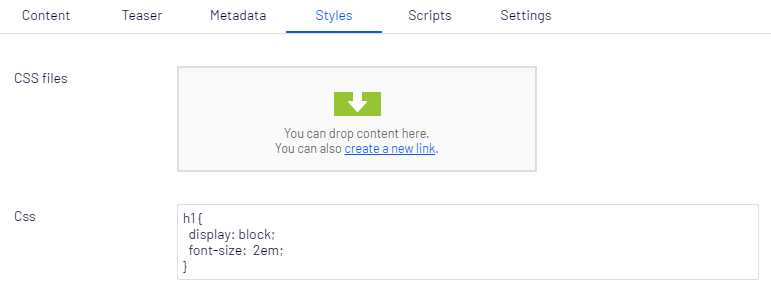 Content Teaser Metadata Styles Scripts Settings
CSS files
You can drop content here.
You can also create a new link.
Css
h1 {
  display: block;
  font-size:  2em;
}